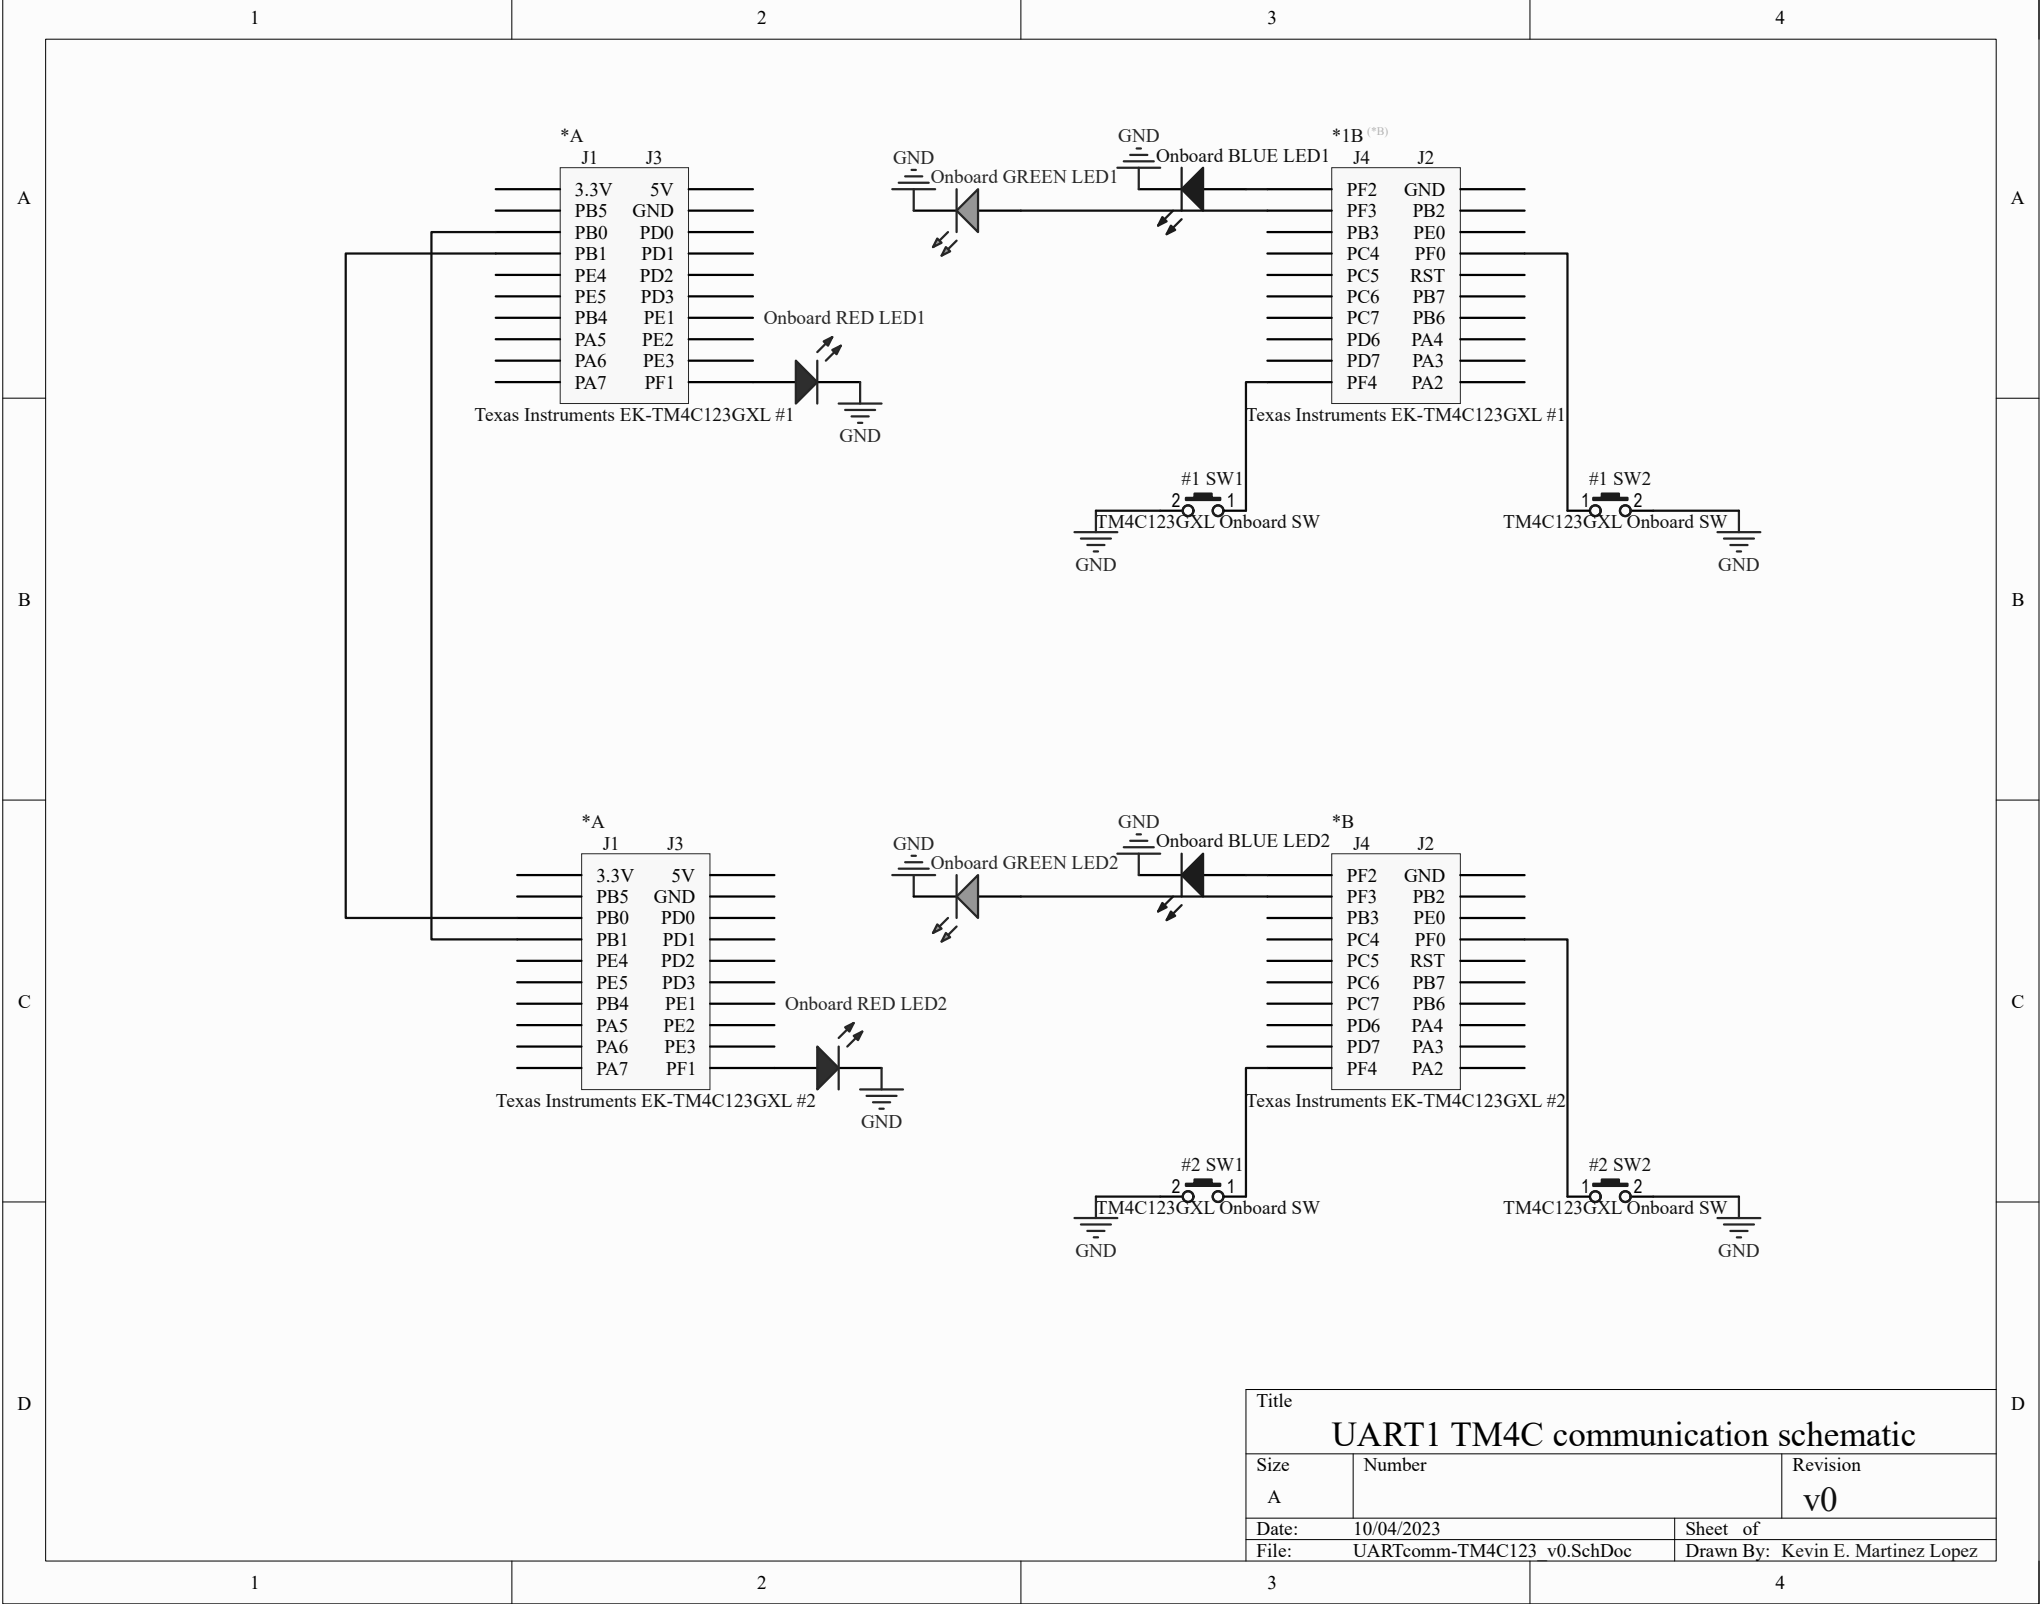 1 2 3 4
A
A
*A
J1 J3
3.3V 5V
PB5 GND
PB0 PD0
PB1 PD1
PE4 PD2
PE5 PD3
PB4 PE1
PA5 PE2
PA6 PE3
PA7 PF1
Texas Instruments EK-TM4C123GXL #1
Onboard RED LED1
GND
GND
Onboard GREEN LED1
GND
Onboard BLUE LED1
*1B (*B)
J4 J2
PF2 GND
PF3 PB2
PB3 PE0
PC4 PF0
PC5 RST
PC6 PB7
PC7 PB6
PD6 PA4
PD7 PA3
PF4 PA2
Texas Instruments EK-TM4C123GXL #1
#1 SW1
2 1
TM4C123GXL Onboard SW
GND
#1 SW2
1 2
TM4C123GXL Onboard SW
GND
B
B
*A
J1 J3
3.3V 5V
PB5 GND
PB0 PD0
PB1 PD1
PE4 PD2
PE5 PD3
PB4 PE1
PA5 PE2
PA6 PE3
PA7 PF1
Texas Instruments EK-TM4C123GXL #2
Onboard RED LED2
GND
GND
Onboard GREEN LED2
GND
Onboard BLUE LED2
*B
J4 J2
PF2 GND
PF3 PB2
PB3 PE0
PC4 PF0
PC5 RST
PC6 PB7
PC7 PB6
PD6 PA4
PD7 PA3
PF4 PA2
Texas Instruments EK-TM4C123GXL #2
#2 SW1
2 1
TM4C123GXL Onboard SW
GND
#2 SW2
1 2
TM4C123GXL Onboard SW
GND
C
C
D
D
Title
UART1 TM4C communication schematic
Size Number Revision
A v0
Date: 10/04/2023 Sheet of
File: UARTcomm-TM4C123_v0.SchDoc Drawn By: Kevin E. Martinez Lopez
1 2 3 4